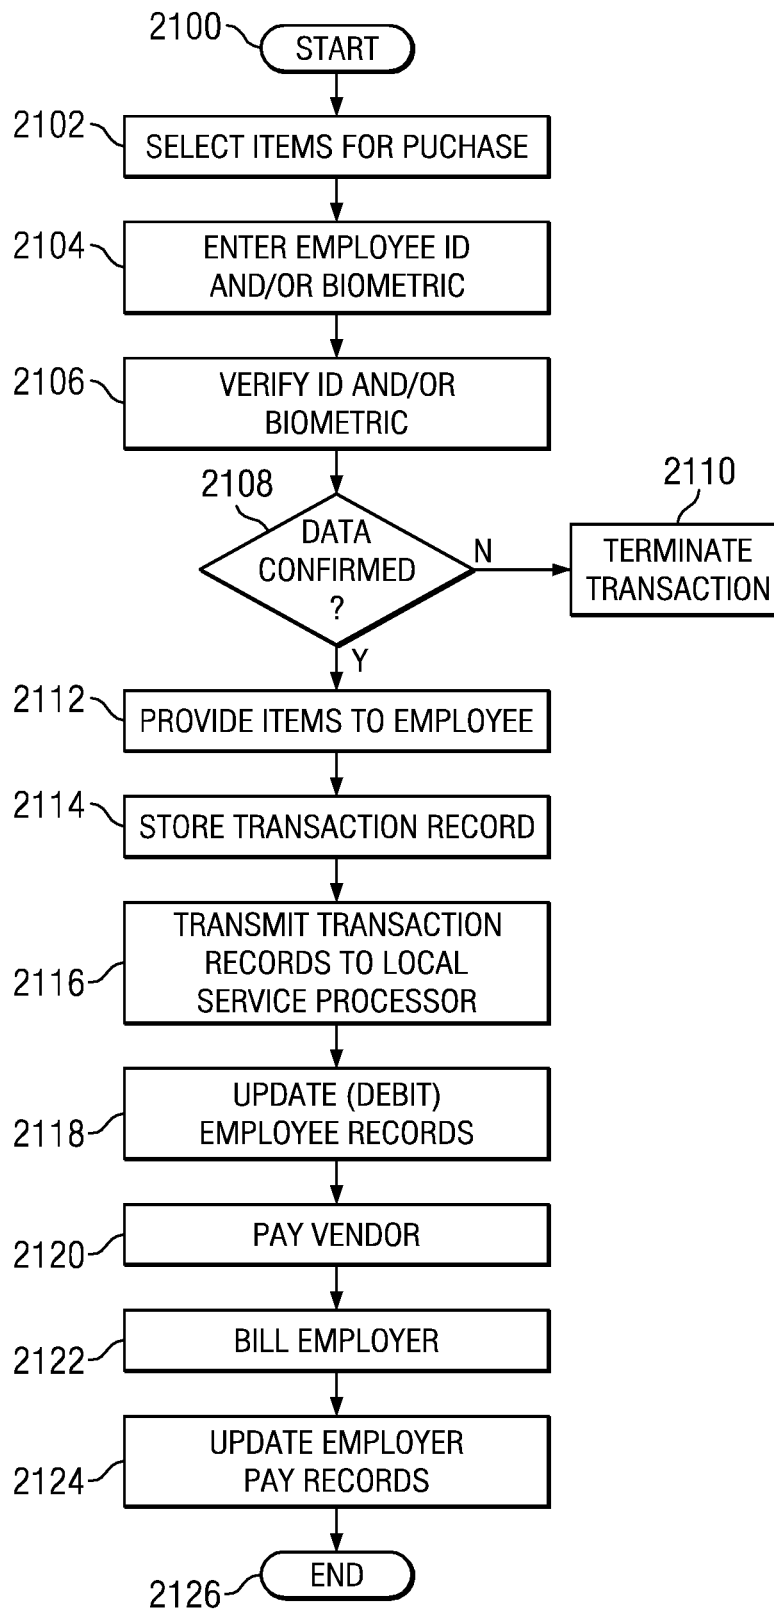 2100
START
2102
SELECT ITEMS FOR PUCHASE
2104
ENTER EMPLOYEE ID
AND/OR BIOMETRIC
2106
VERIFY ID AND/OR
BIOMETRIC
2108
DATA
CONFIRMED
?
N
2110
TERMINATE
TRANSACTION
Y
2112
PROVIDE ITEMS TO EMPLOYEE
2114
STORE TRANSACTION RECORD
2116
TRANSMIT TRANSACTION
RECORDS TO LOCAL
SERVICE PROCESSOR
2118
UPDATE (DEBIT)
EMPLOYEE RECORDS
2120
PAY VENDOR
2122
BILL EMPLOYER
2124
UPDATE EMPLOYER
PAY RECORDS
2126
END